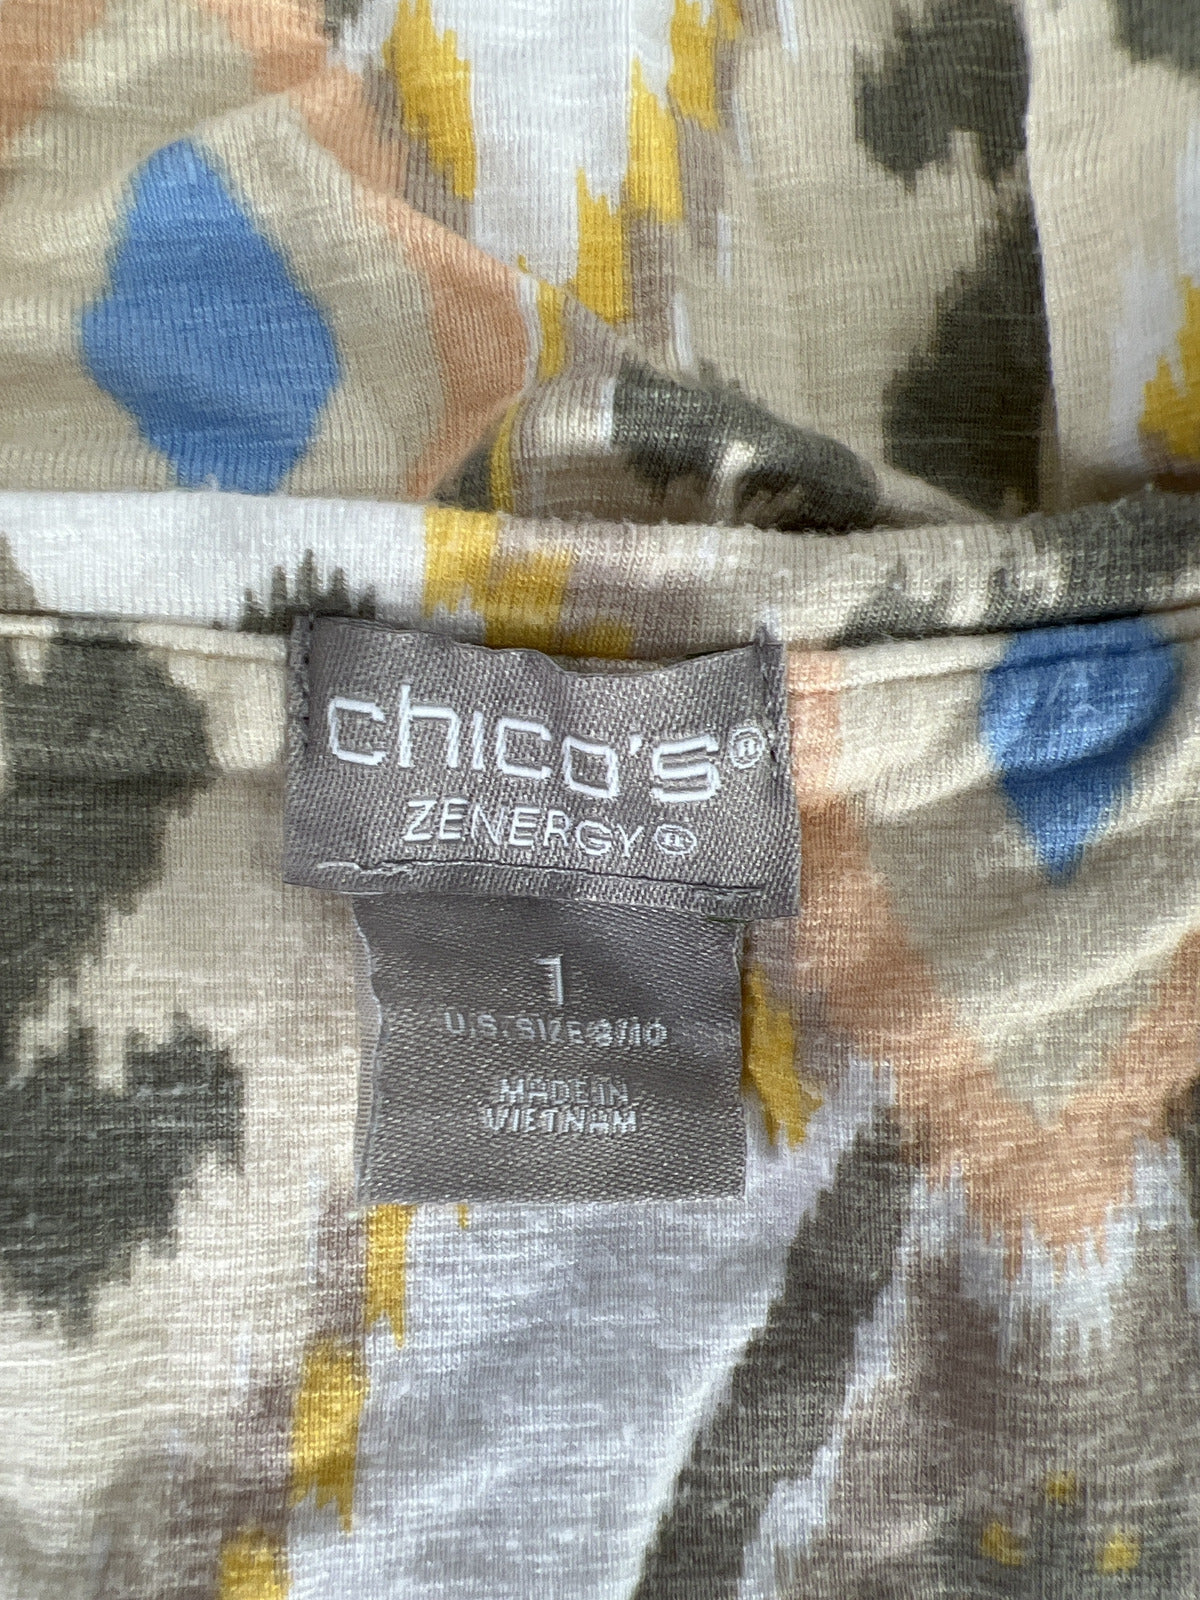 chico's®
ZENERGY®
1
U.S. SIZE 8/10
MADE IN
VIETNAM